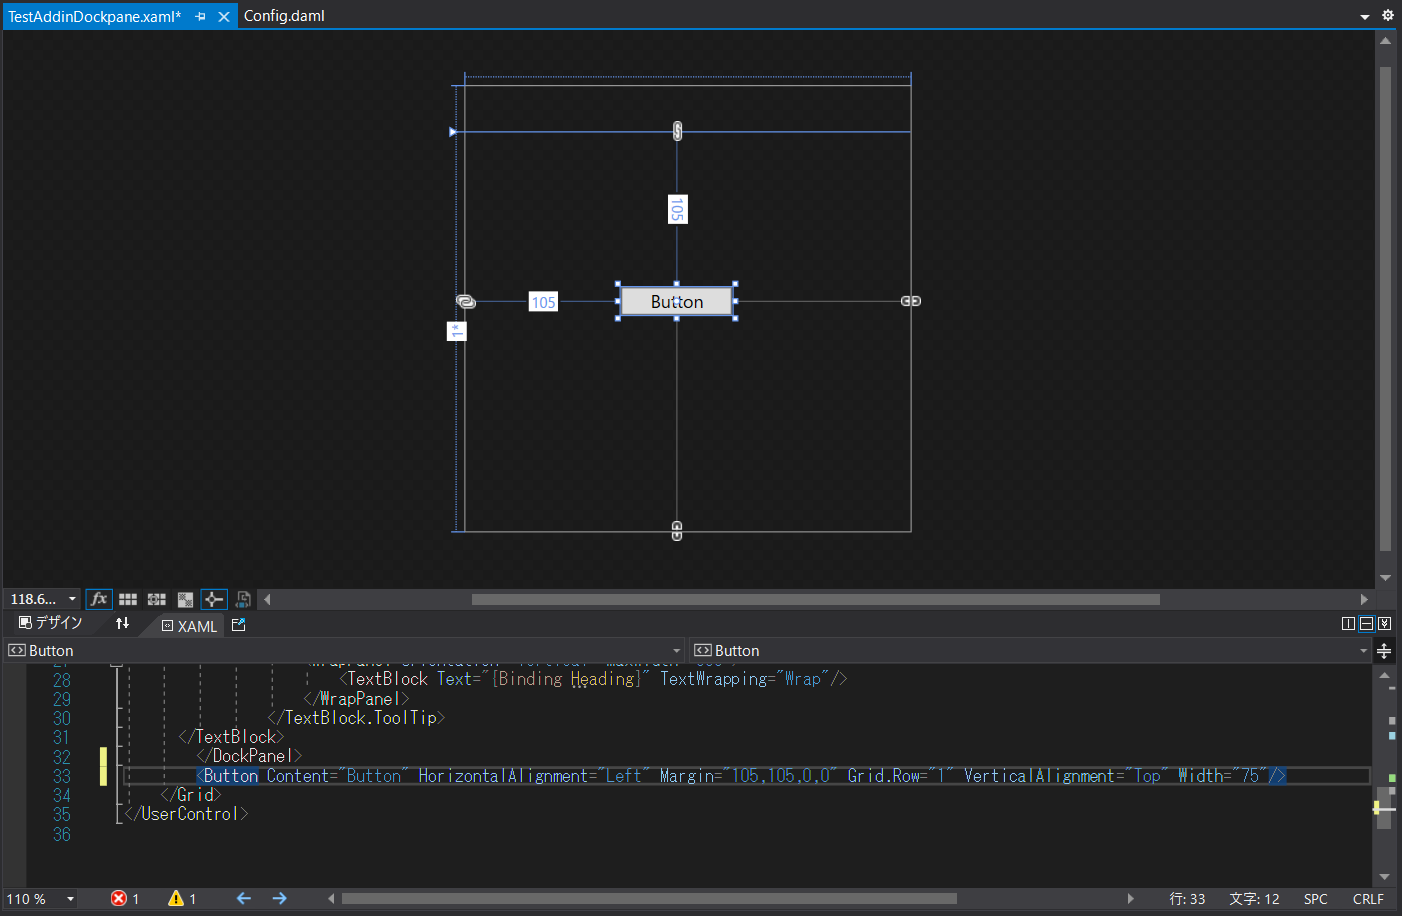 TestAddinDockpane.xaml*
Config.daml
105
105
Button
1*
118.6...
fx
デザイン
XAML
Button
Button
28 <TextBlock Text="{Binding Heading}" TextWrapping="Wrap"/>
29 </WrapPanel>
30 </TextBlock.ToolTip>
31 </TextBlock>
32 </DockPanel>
33 <Button Content="Button" HorizontalAlignment="Left" Margin="105,105,0,0" Grid.Row="1" VerticalAlignment="Top" Width="75"/>
34 </Grid>
35 </UserControl>
36
110 %
1
1
行: 33
文字: 12
SPC
CRLF